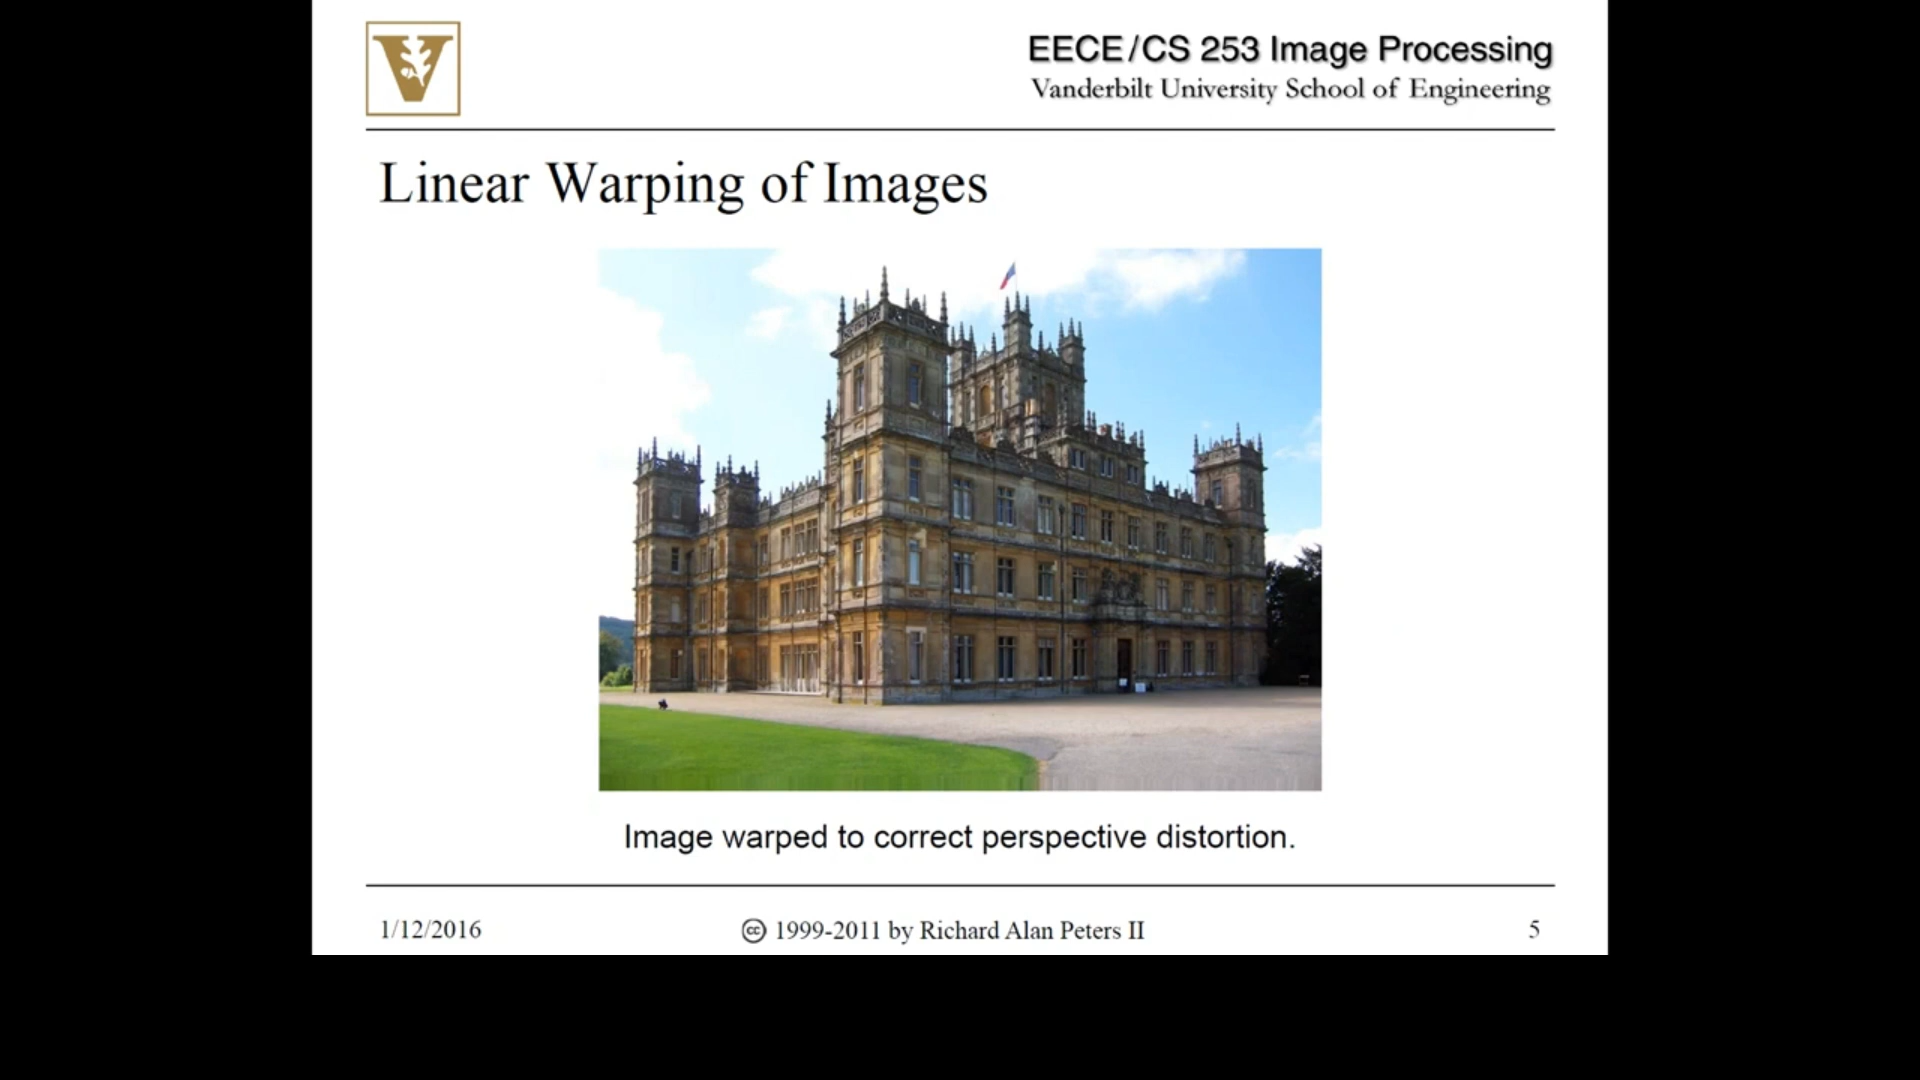 V
EECE/CS 253 Image Processing
Vanderbilt University School of Engineering
Linear Warping of Images
Image warped to correct perspective distortion.
1/12/2016
cc 1999-2011 by Richard Alan Peters II
5